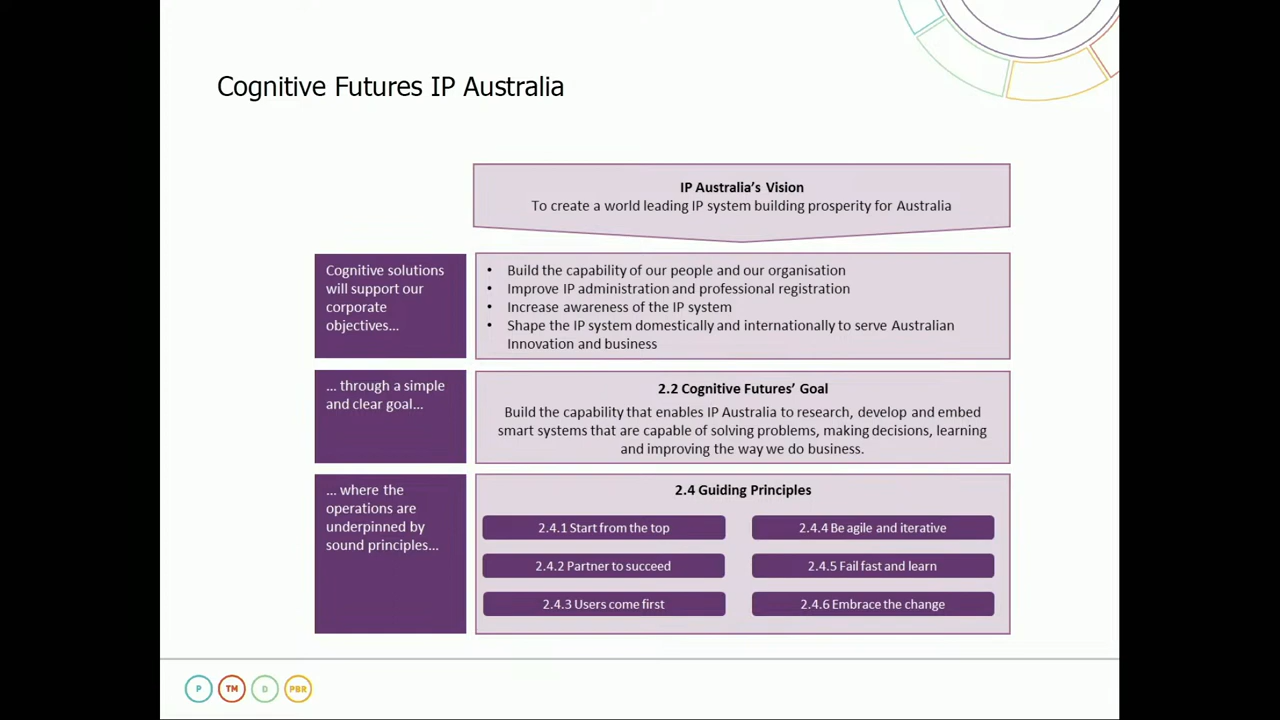 Cognitive Futures IP Australia
IP Australia's Vision
To create a world leading IP system building prosperity for Australia
Cognitive solutions
will support our
corporate
objectives...
• Build the capability of our people and our organisation
• Improve IP administration and professional registration
• Increase awareness of the IP system
• Shape the IP system domestically and internationally to serve Australian
Innovation and business
... through a simple
and clear goal...
2.2 Cognitive Futures' Goal
Build the capability that enables IP Australia to research, develop and embed
smart systems that are capable of solving problems, making decisions, learning
and improving the way we do business.
... where the
operations are
underpinned by
sound principles...
2.4 Guiding Principles
2.4.1 Start from the top
2.4.2 Partner to succeed
2.4.3 Users come first
2.4.4 Be agile and iterative
2.4.5 Fail fast and learn
2.4.6 Embrace the change
P TM D PBR